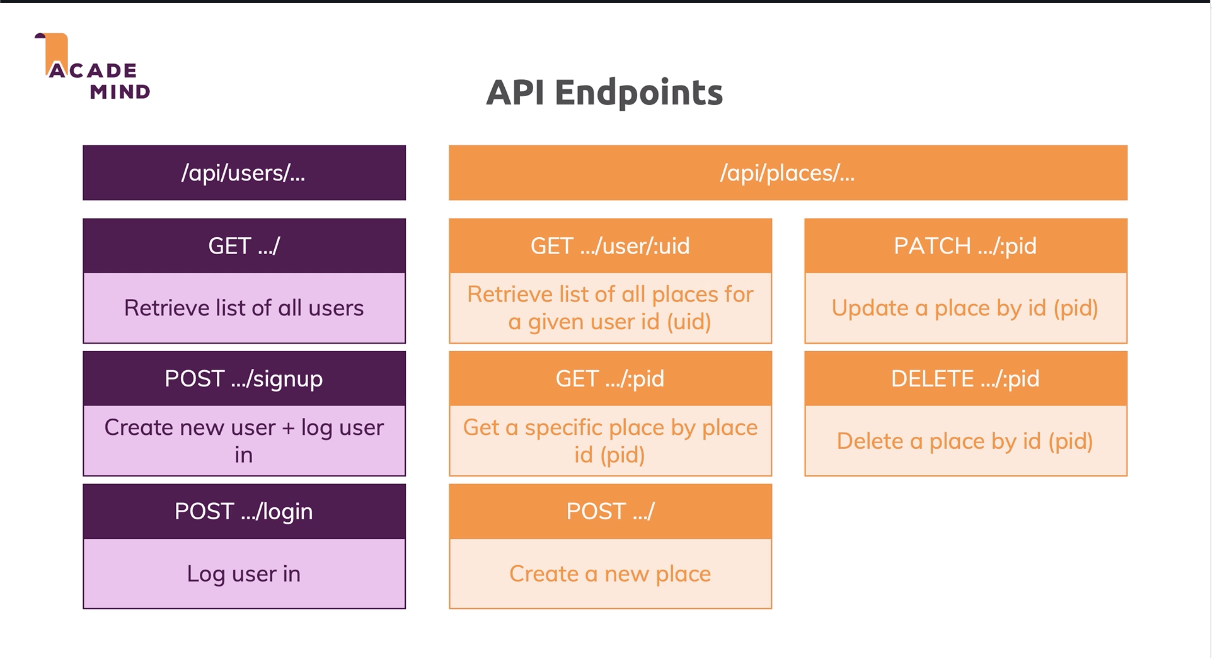 ACADE
MIND
API Endpoints
/api/users/...
GET .../
Retrieve list of all users
POST .../signup
Create new user + log user
in
POST .../login
Log user in
/api/places/...
GET .../user/:uid
Retrieve list of all places for
a given user id (uid)
GET .../:pid
Get a specific place by place
id (pid)
POST .../
Create a new place
PATCH .../:pid
Update a place by id (pid)
DELETE .../:pid
Delete a place by id (pid)